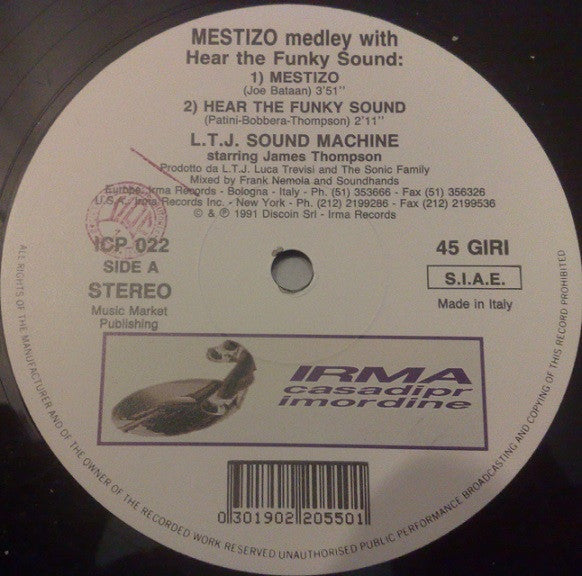 MESTIZO medley with
Hear the Funky Sound:
1) MESTIZO
(Joe Bataan) 3'51"
2) HEAR THE FUNKY SOUND
(Patini-Bobbera-Thompson) 2'11"
L.T.J. SOUND MACHINE
starring James Thompson
Prodotto da L.T.J. Luca Trevisi and The Sonic Family
Mixed by Frank Nemola and Soundhands
Europe: Irma Records - Bologna - Italy - Ph. (51) 353666 - Fax (51) 356326
U.S.A.: Irma Records Inc. - New York - Ph. (212) 2199286 - Fax (212) 2199536
© & ℗ 1991 Discoin Srl - Irma Records
ICP 022
SIDE A
STEREO
Music Market
Publishing
45 GIRI
S.I.A.E.
Made in Italy
IRMA
casadipr
imordine
0 301902 205501
ALL RIGHTS OF THE MANUFACTURER AND OF THE OWNER OF THE RECORDED WORK RESERVED UNAUTHORISED PUBLIC PERFORMANCE BROADCASTING AND COPYING OF THIS RECORD PROHIBITED